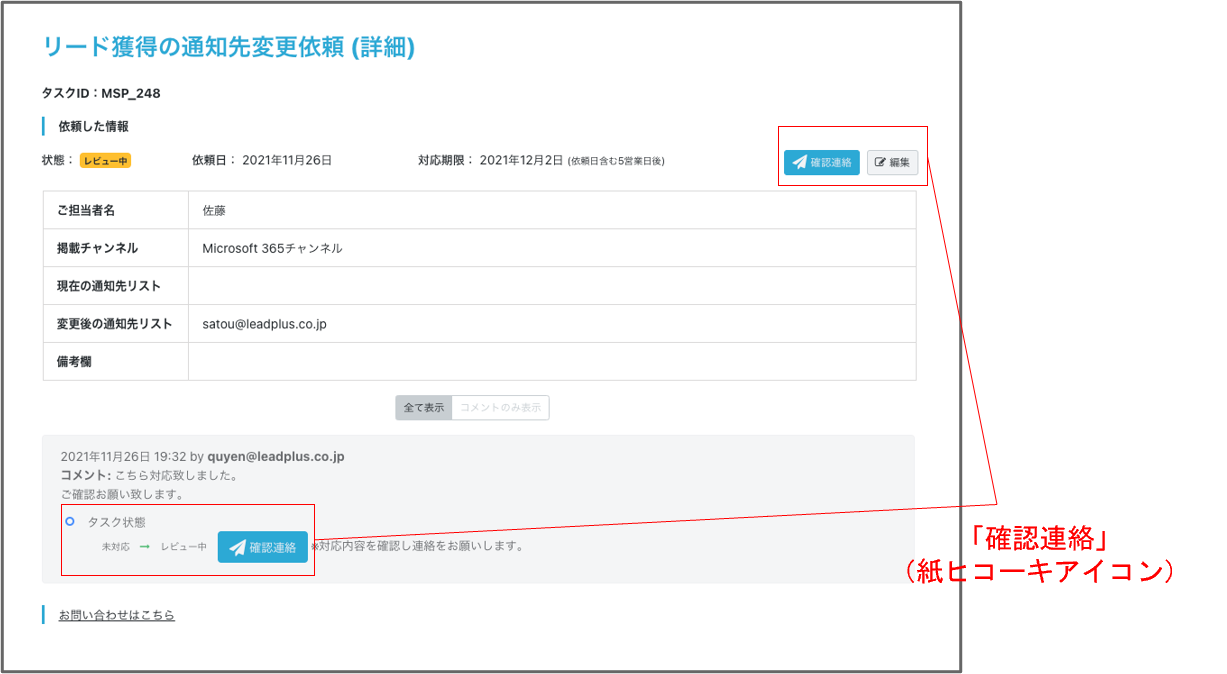 リード獲得の通知先変更依頼 (詳細)
タスクID：MSP_248
依頼した情報
状態： レビュー中 依頼日： 2021年11月26日 対応期限： 2021年12月2日 (依頼日含む5営業日後) 確認連絡 編集
ご担当者名 佐藤
掲載チャンネル Microsoft 365チャンネル
現在の通知先リスト
変更後の通知先リスト satou@leadplus.co.jp
備考欄
全て表示 コメントのみ表示
2021年11月26日 19:32 by quyen@leadplus.co.jp
コメント: こちら対応致しました。
ご確認お願い致します。
タスク状態
未対応 → レビュー中 確認連絡 ※対応内容を確認し連絡をお願いします。
「確認連絡」
（紙ヒコーキアイコン）
お問い合わせはこちら